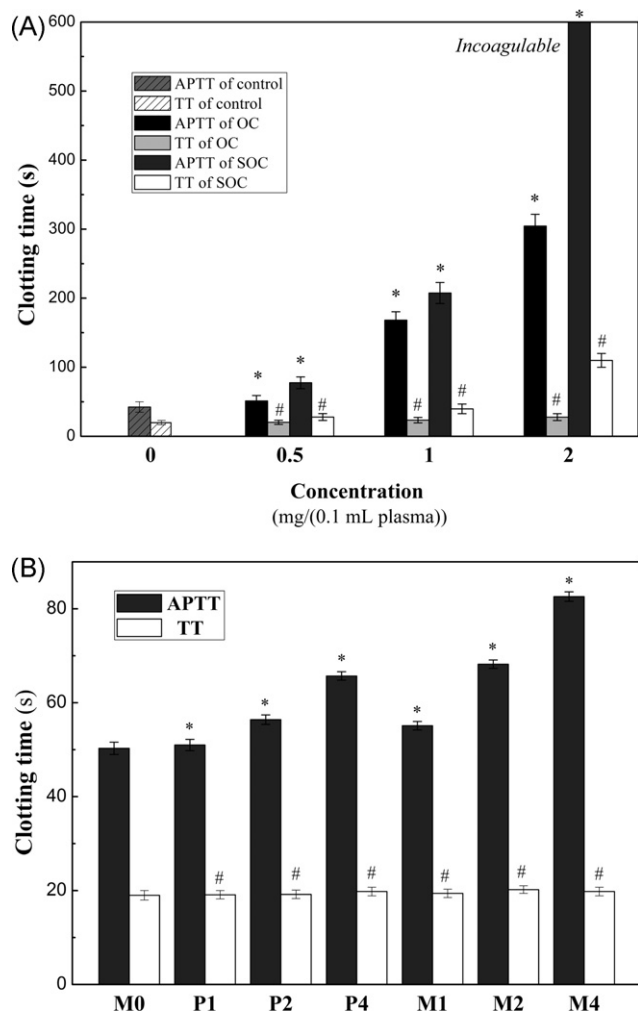 (A)
600
500
400
300
200
100
0
Clotting time (s)
APTT of control
TT of control
APTT of OC
TT of OC
APTT of SOC
TT of SOC
Incoagulable
*
* * # #
* * # #
* # #
0 0.5 1 2
Concentration
(mg/(0.1 mL plasma))
(B)
80
60
40
20
0
Clotting time (s)
APTT
TT
* * * * * *
# # # # # #
M0 P1 P2 P4 M1 M2 M4